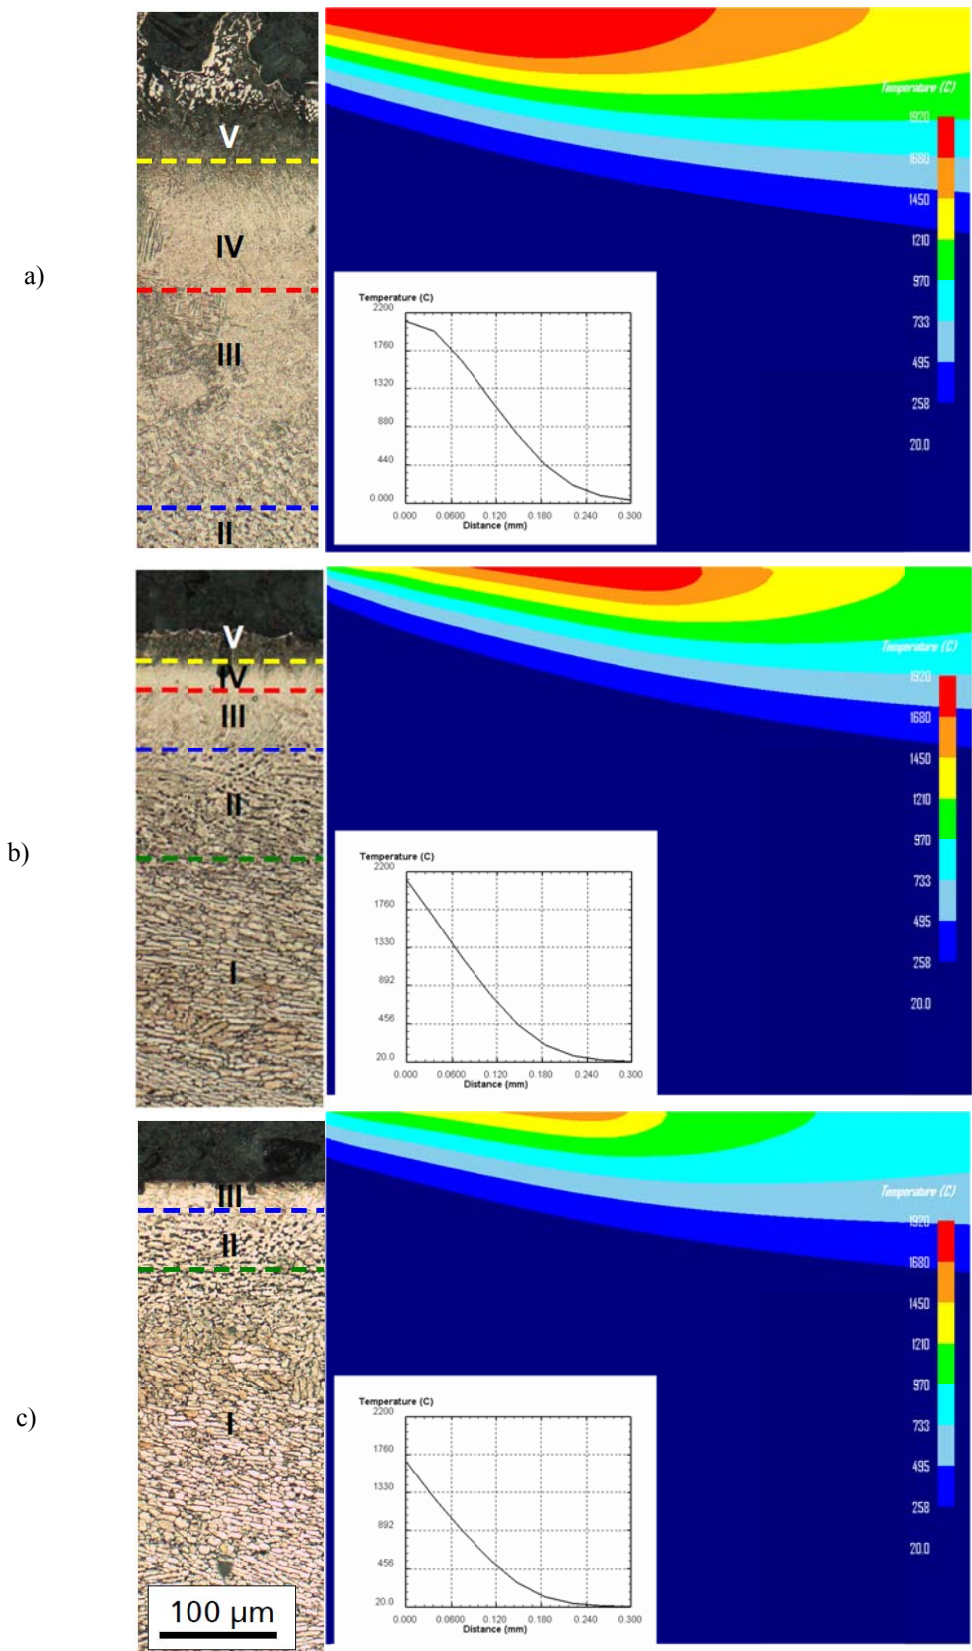 a)
V
IV
III
II
Temperature (C)
1920
1680
1450
1210
970
733
495
258
20.0
Temperature (C)
2200
1760
1320
880
440
0.000
0.000 0.0600 0.120 0.180 0.240 0.300
Distance (mm)
b)
V
IV
III
II
I
Temperature (C)
1920
1680
1450
1210
970
733
495
258
20.0
Temperature (C)
2200
1760
1330
892
456
20.0
0.000 0.0600 0.120 0.180 0.240 0.300
Distance (mm)
c)
III
II
I
100 µm
Temperature (C)
1920
1680
1450
1210
970
733
495
258
20.0
Temperature (C)
2200
1760
1330
892
456
20.0
0.000 0.0600 0.120 0.180 0.240 0.300
Distance (mm)